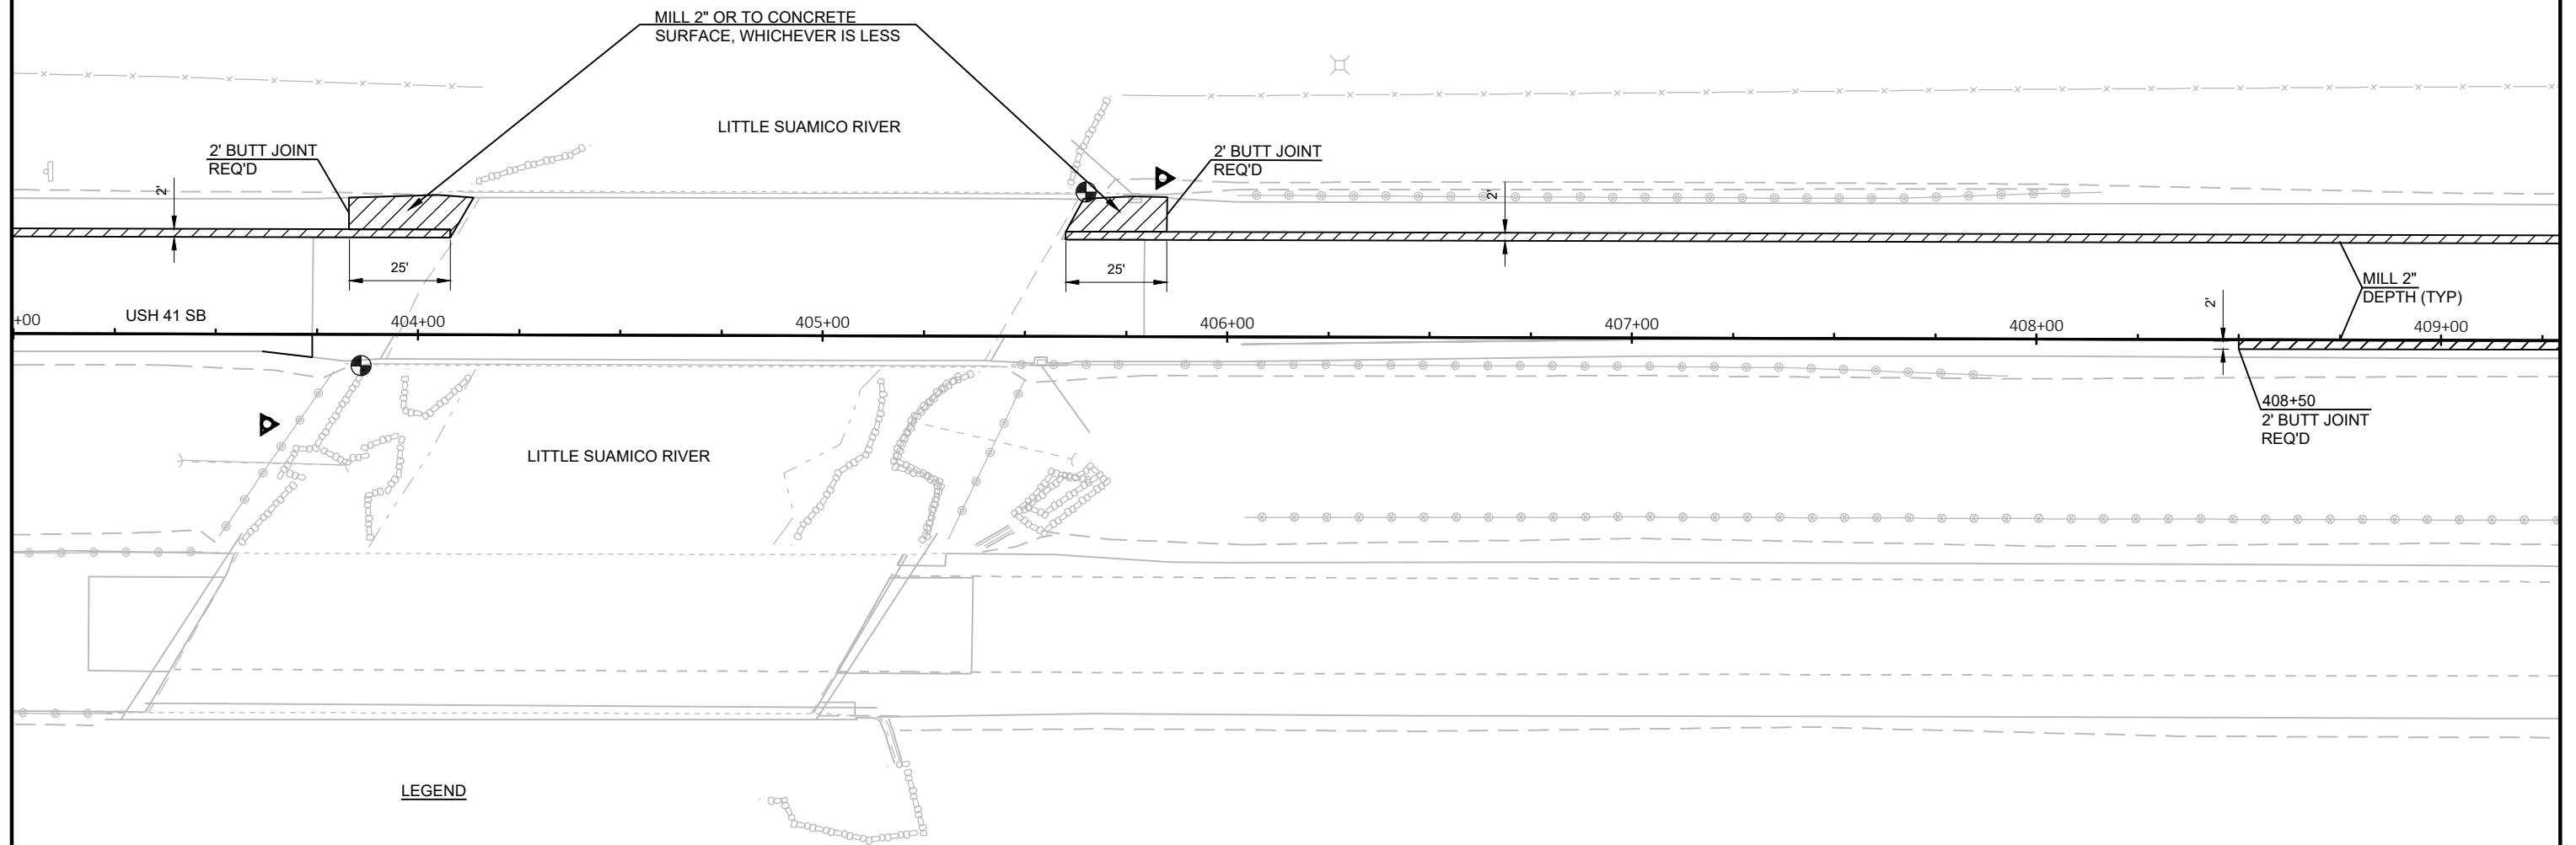 MILL 2" OR TO CONCRETE
SURFACE, WHICHEVER IS LESS
LITTLE SUAMICO RIVER
2' BUTT JOINT
REQ'D
2' BUTT JOINT
REQ'D
2'
2'
25'
25'
MILL 2"
DEPTH (TYP)
2'
USH 41 SB
+00
404+00
405+00
406+00
407+00
408+00
409+00
408+50
2' BUTT JOINT
REQ'D
LITTLE SUAMICO RIVER
LEGEND